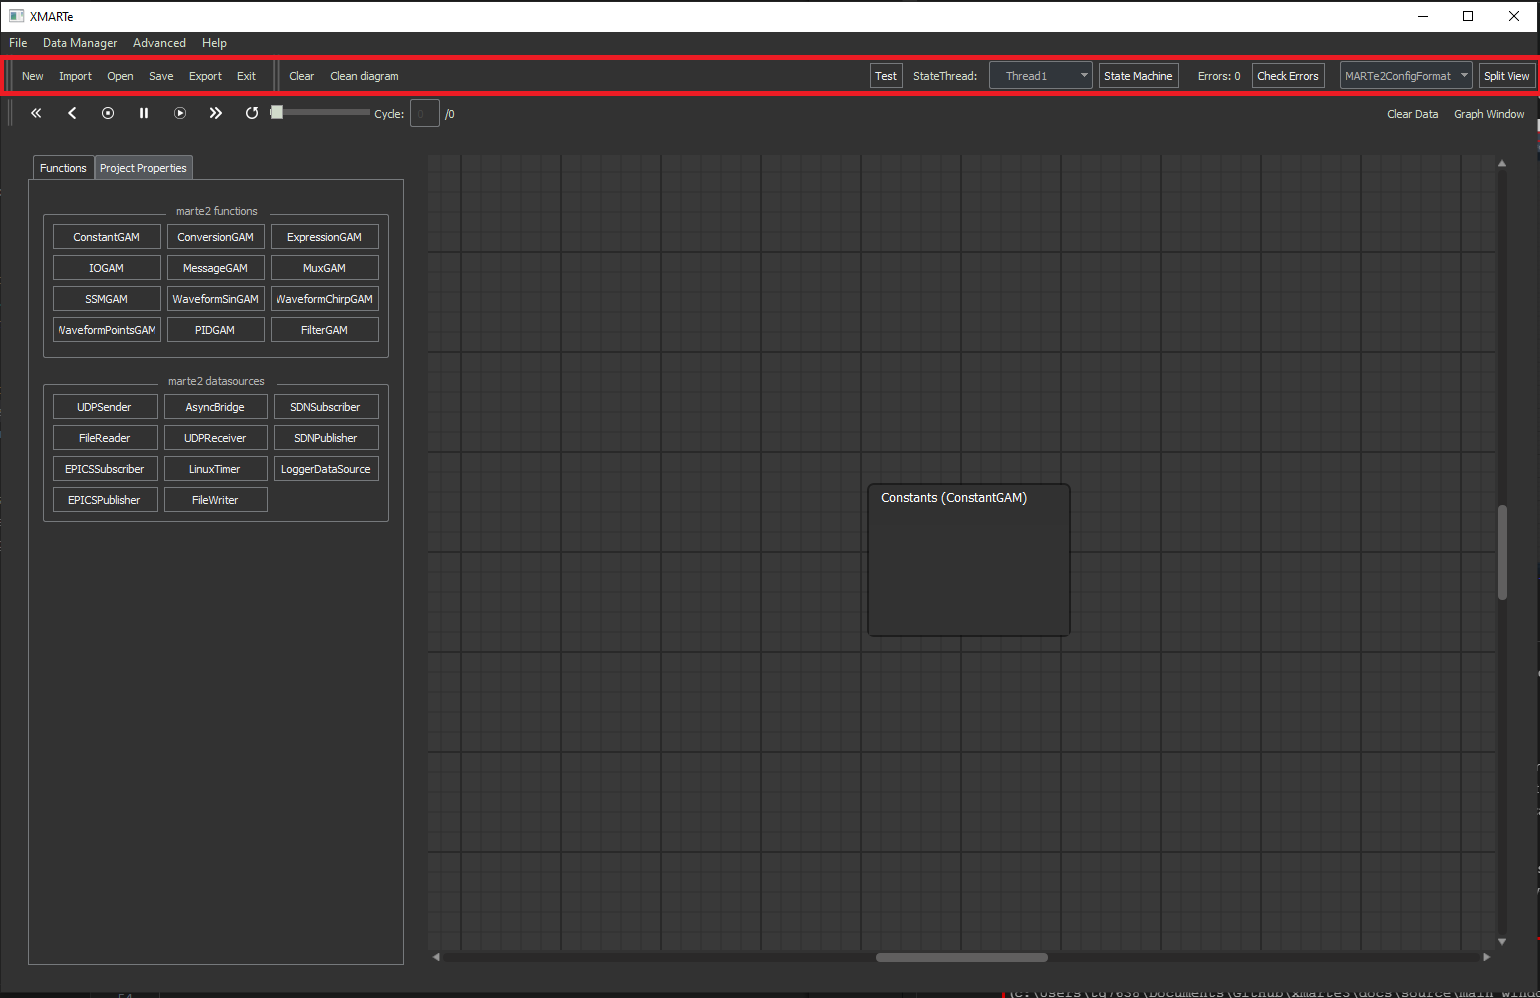 XMARTe
File Data Manager Advanced Help
New Import Open Save Export Exit Clear Clean diagram Test StateThread: Thread1 State Machine Errors: 0 Check Errors MARTe2ConfigFormat Split View
Cycle: 0 /0 Clear Data Graph Window
Functions Project Properties
marte2 functions
ConstantGAM ConversionGAM ExpressionGAM
IOGAM MessageGAM MuxGAM
SSMGAM WaveformSinGAM WaveformChirpGAM
WaveformPointsGAM PIDGAM FilterGAM
marte2 datasources
UDPSender AsyncBridge SDNSubscriber
FileReader UDPReceiver SDNPublisher
EPICSSubscriber LinuxTimer LoggerDataSource
EPICSPublisher FileWriter
Constants (ConstantGAM)